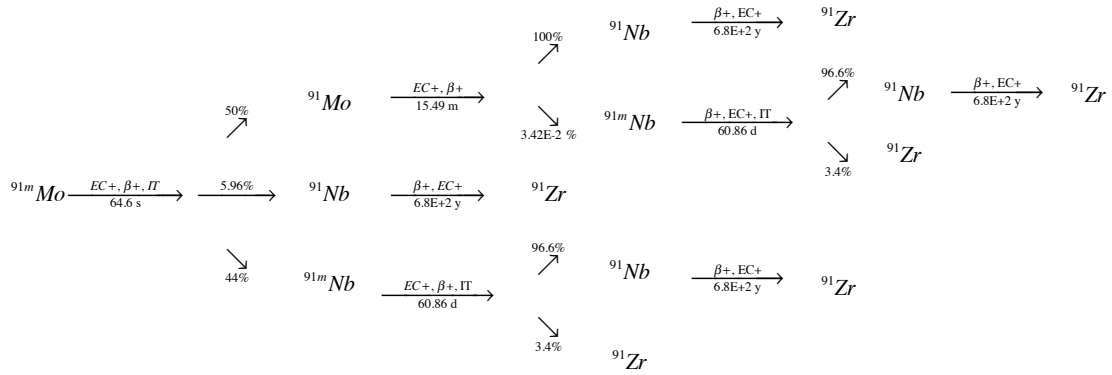 ⁹¹Nb β+, EC+ 6.8E+2 y ⁹¹Zr
100%
96.6%
⁹¹Mo EC+, β+ 15.49 m
⁹¹Nb β+, EC+ 6.8E+2 y ⁹¹Zr
50%
3.42E-2 %
⁹¹ᵐNb β+, EC+, IT 60.86 d
⁹¹Zr
3.4%
⁹¹ᵐMo EC+, β+, IT 64.6 s 5.96% ⁹¹Nb β+, EC+ 6.8E+2 y ⁹¹Zr
96.6%
44%
⁹¹Nb β+, EC+ 6.8E+2 y ⁹¹Zr
⁹¹ᵐNb EC+, β+, IT 60.86 d
3.4%
⁹¹Zr